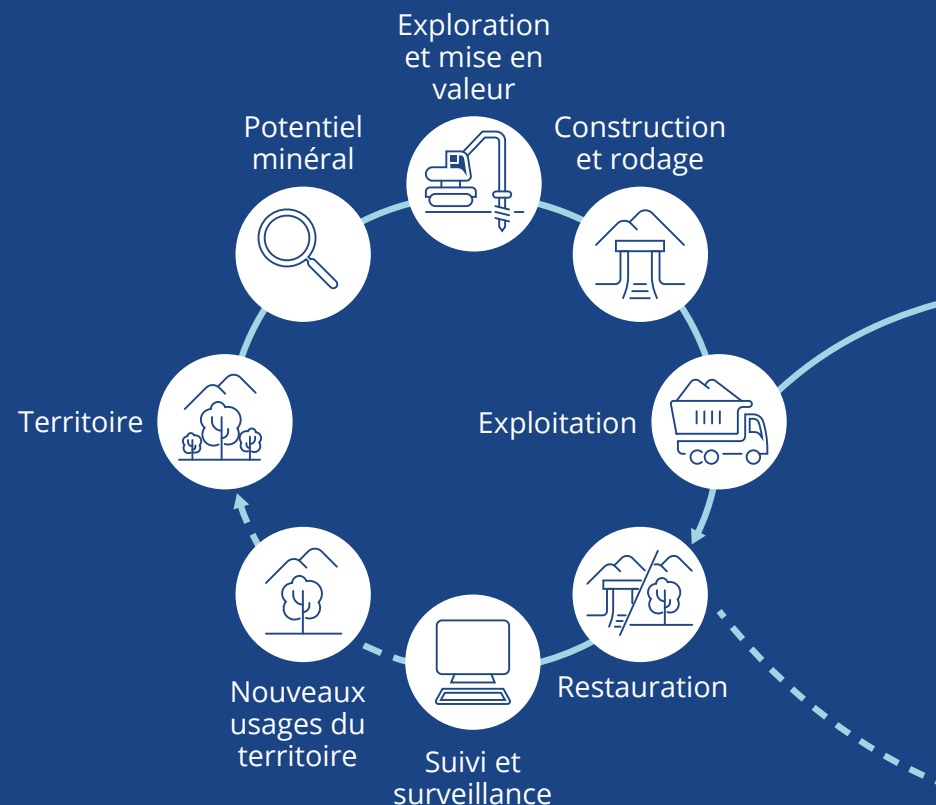 Exploration
et mise en
valeur
Potentiel
minéral
Construction
et rodage
Territoire
Exploitation
Nouveaux
usages du
territoire
Restauration
Suivi et
surveillance